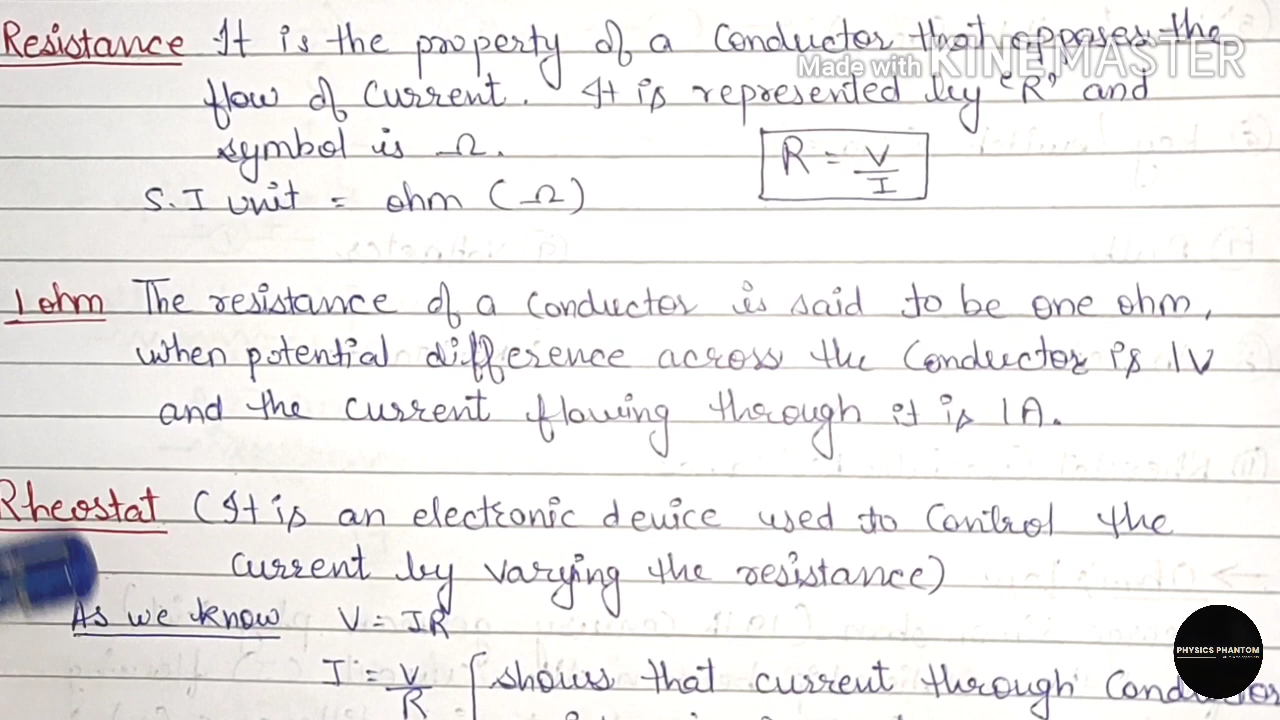 Resistance It is the property of a conductor that opposes the
Made with KINEMASTER
flow of current. It is represented by 'R' and
symbol is Ω.
R = V/I
S.I unit = ohm (Ω)
1 ohm The resistance of a conductor is said to be one ohm,
when potential difference across the conductor is 1V
and the current flowing through it is 1A.
Rheostat (It is an electronic device used to control the
current by varying the resistance)
As we know V = IR
PHYSICS PHANTOM
I = V/R [shows that current through conductor